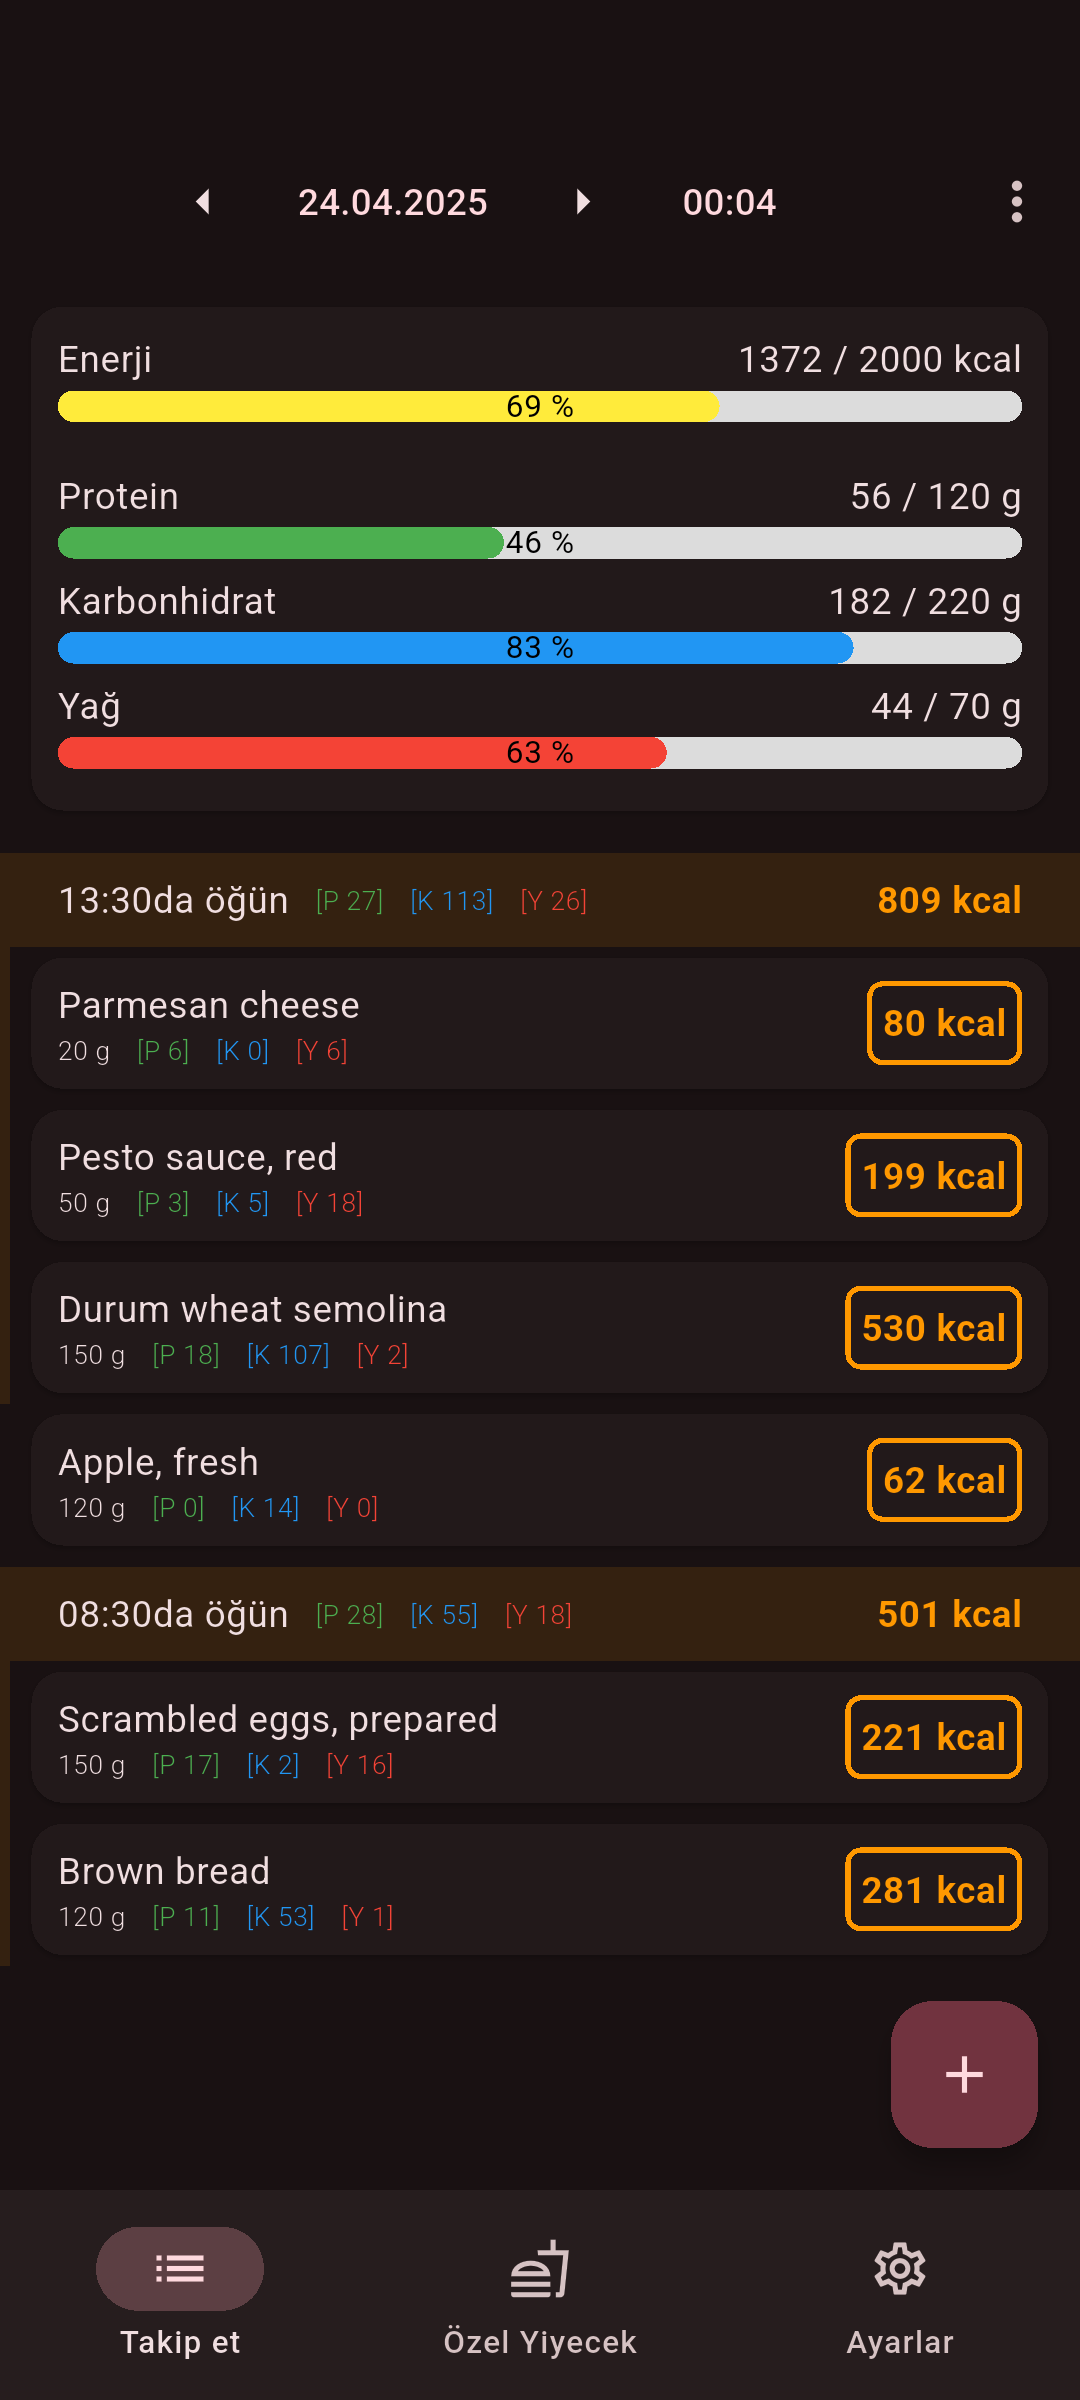 24.04.2025 00:04
Enerji 1372 / 2000 kcal
69 %
Protein 56 / 120 g
46 %
Karbonhidrat 182 / 220 g
83 %
Yağ 44 / 70 g
63 %
13:30da öğün [P 27] [K 113] [Y 26] 809 kcal
Parmesan cheese
20 g [P 6] [K 0] [Y 6]
80 kcal
Pesto sauce, red
50 g [P 3] [K 5] [Y 18]
199 kcal
Durum wheat semolina
150 g [P 18] [K 107] [Y 2]
530 kcal
Apple, fresh
120 g [P 0] [K 14] [Y 0]
62 kcal
08:30da öğün [P 28] [K 55] [Y 18] 501 kcal
Scrambled eggs, prepared
150 g [P 17] [K 2] [Y 16]
221 kcal
Brown bread
120 g [P 11] [K 53] [Y 1]
281 kcal
Takip et Özel Yiyecek Ayarlar